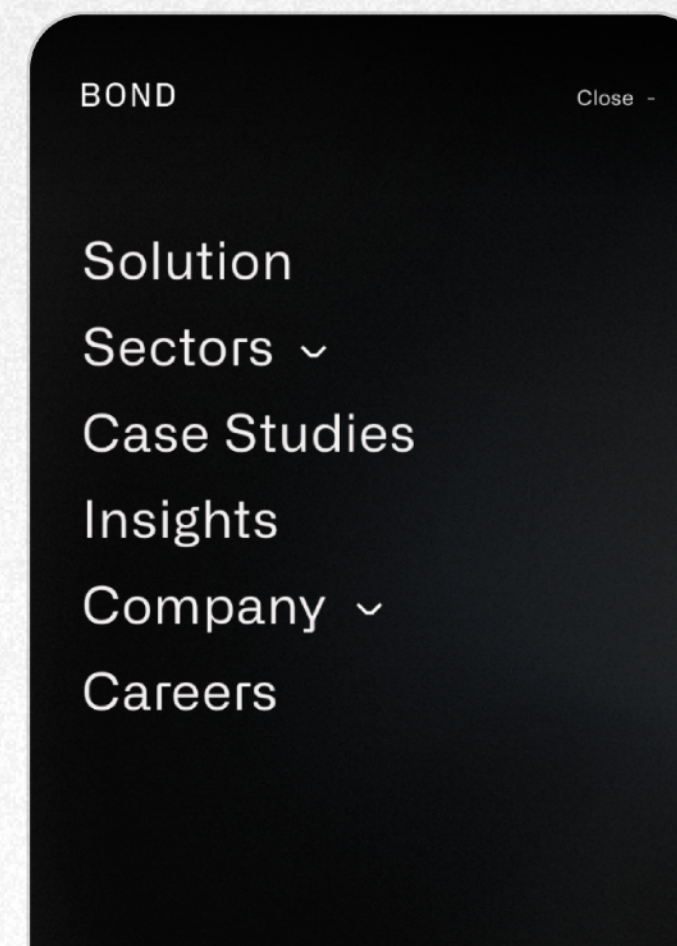 BOND
Close -
Solution
Sectors
Case Studies
Insights
Company
Careers